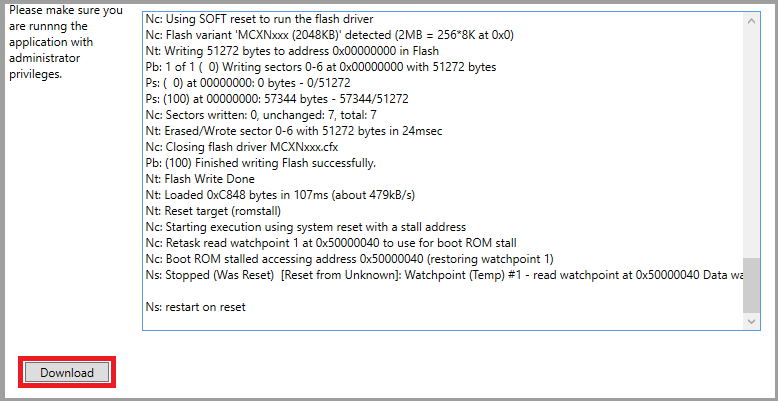 Please make sure you
are runnng the
application with
administrator
privileges.
Nc: Using SOFT reset to run the flash driver
Nc: Flash variant 'MCXNxxx (2048KB)' detected (2MB = 256*8K at 0x0)
Nt: Writing 51272 bytes to address 0x00000000 in Flash
Pb: 1 of 1 (  0) Writing sectors 0-6 at 0x00000000 with 51272 bytes
Ps: (  0) at 00000000: 0 bytes - 0/51272
Ps: (100) at 00000000: 57344 bytes - 57344/51272
Nc: Sectors written: 0, unchanged: 7, total: 7
Nt: Erased/Wrote sector 0-6 with 51272 bytes in 24msec
Nc: Closing flash driver MCXNxxx.cfx
Pb: (100) Finished writing Flash successfully.
Nt: Flash Write Done
Nt: Loaded 0xC848 bytes in 107ms (about 479kB/s)
Nt: Reset target (romstall)
Nc: Starting execution using system reset with a stall address
Nc: Retask read watchpoint 1 at 0x50000040 to use for boot ROM stall
Nc: Boot ROM stalled accessing address 0x50000040 (restoring watchpoint 1)
Ns: Stopped (Was Reset)  [Reset from Unknown]: Watchpoint (Temp) #1 - read watchpoint at 0x50000040 Data wa
Ns: restart on reset
Download